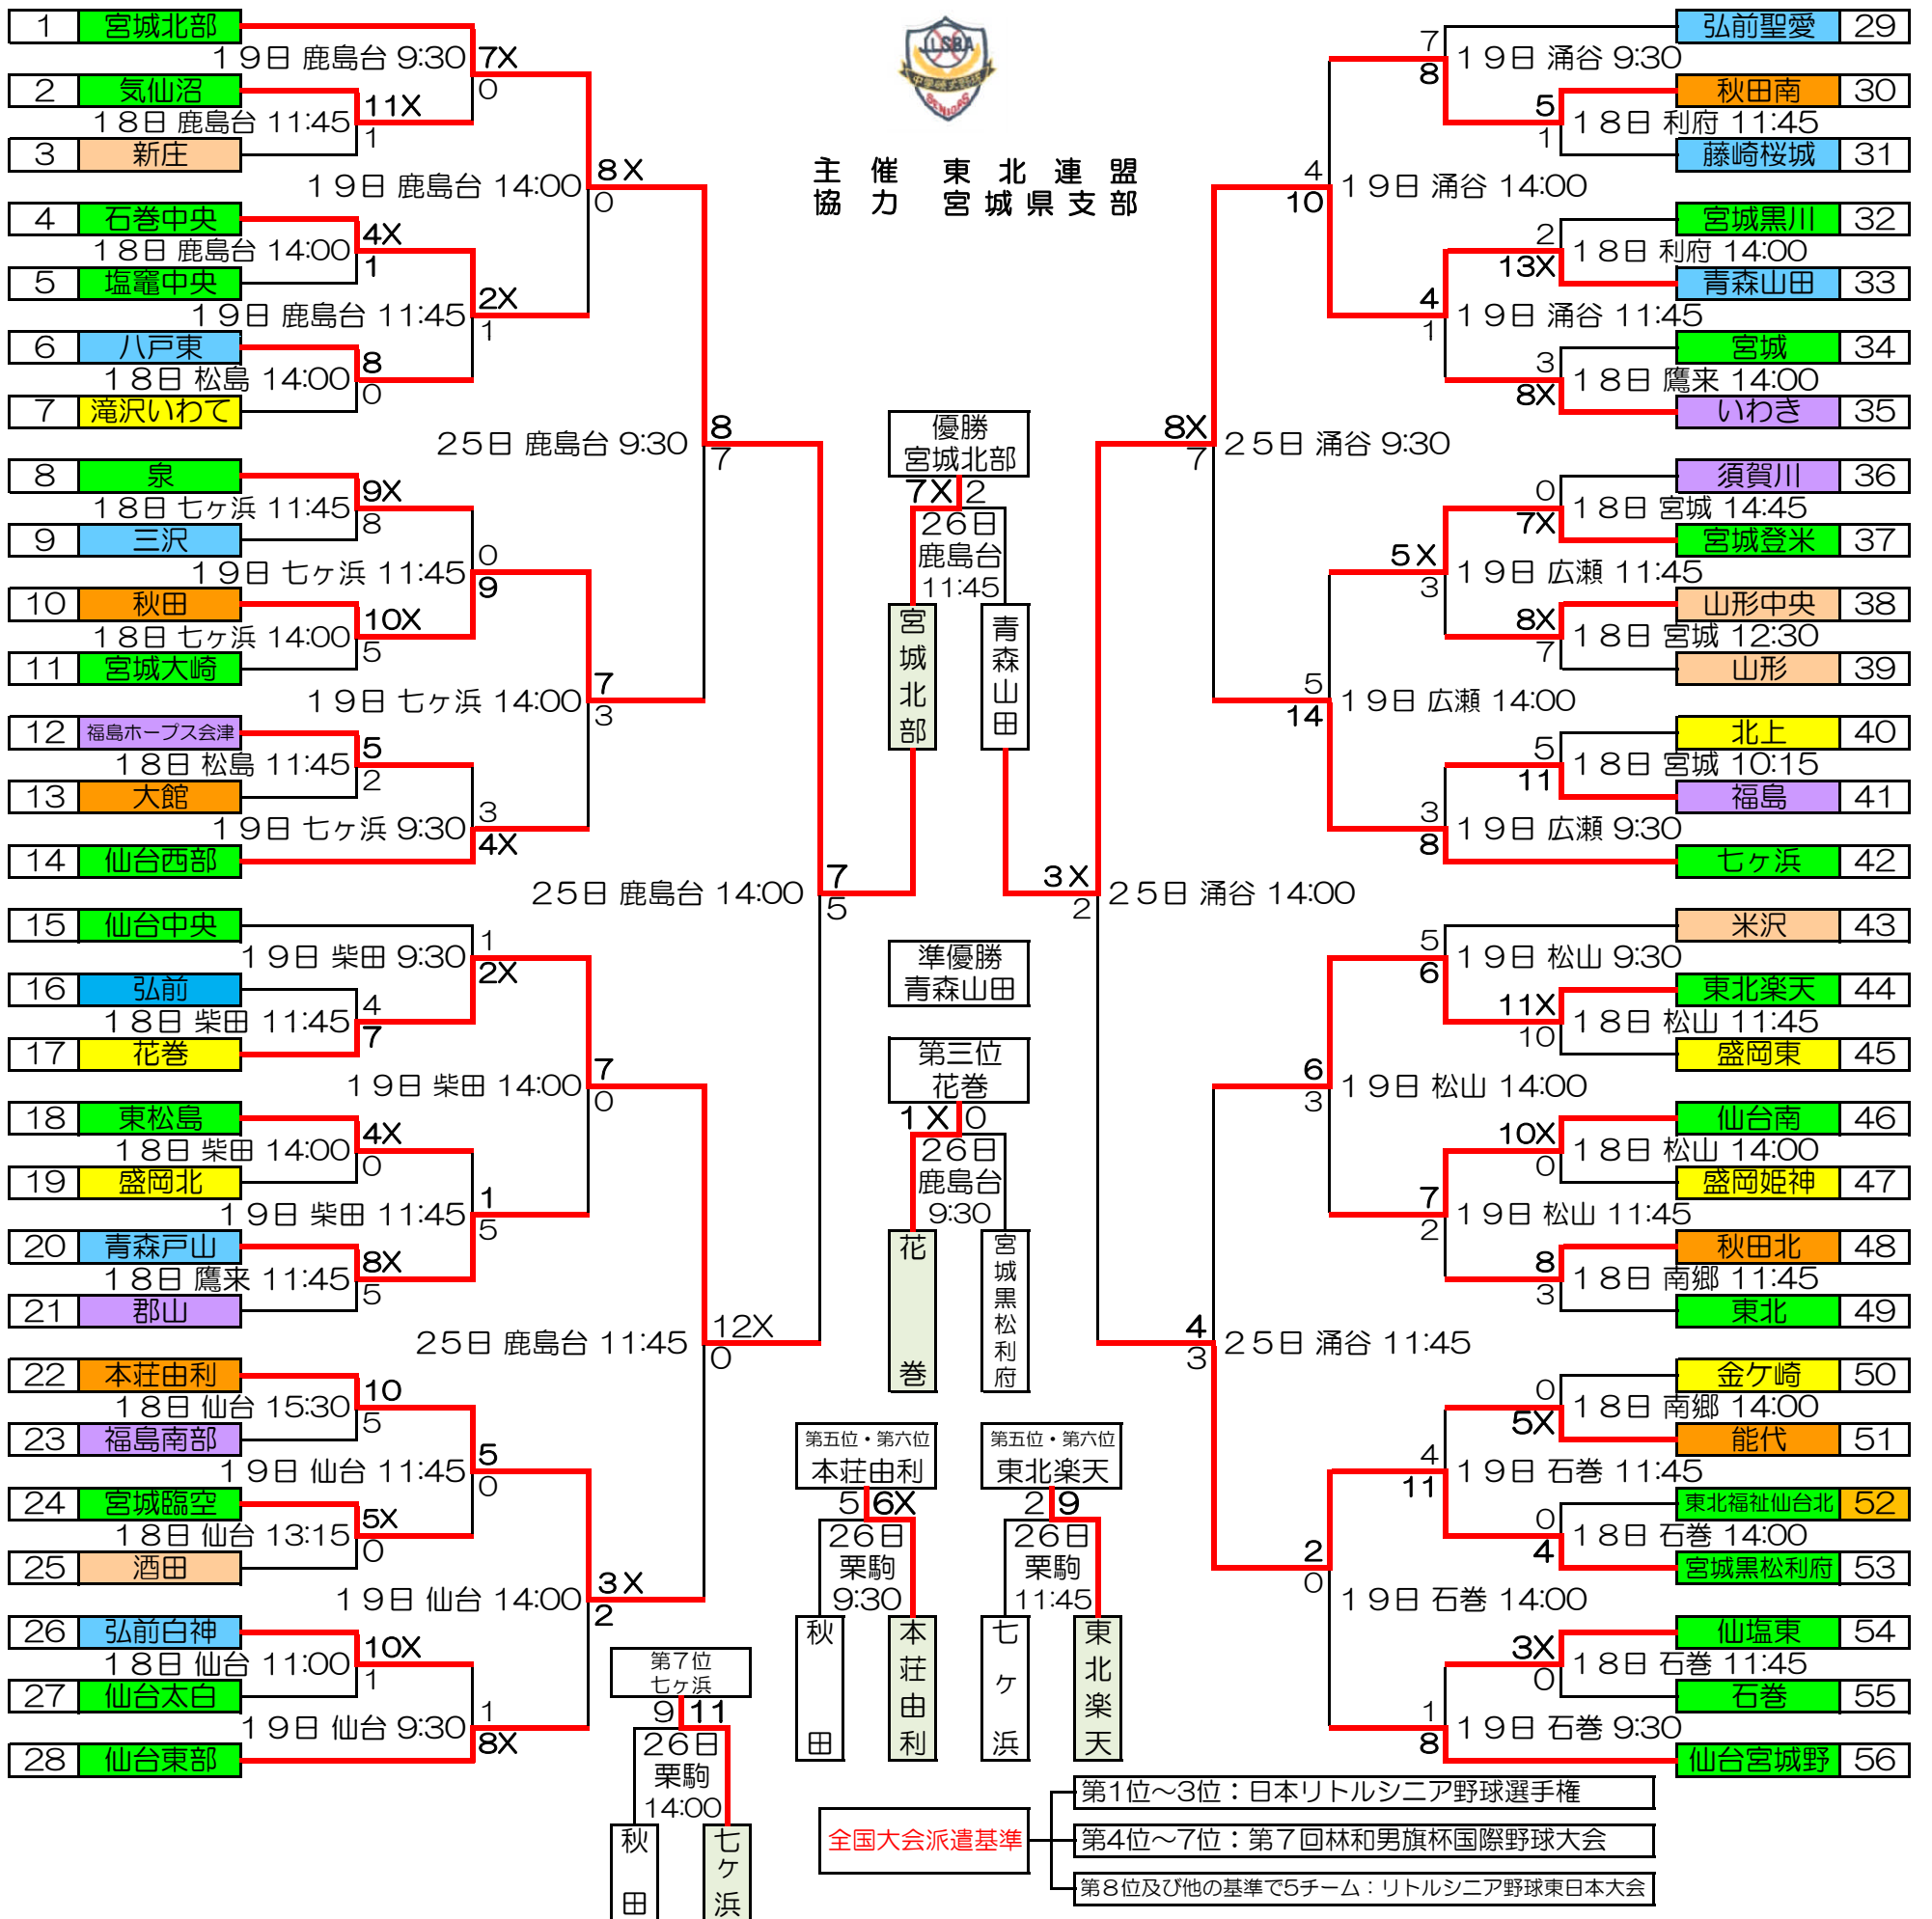 1 宮城北部
19日 鹿島台 9:30
7X
0
2 気仙沼
18日 鹿島台 11:45
11X
1
3 新庄
19日 鹿島台 14:00
8X
0
4 石巻中央
18日 鹿島台 14:00
4X
1
5 塩竈中央
19日 鹿島台 11:45
2X
1
6 八戸東
18日 松島 14:00
8
0
7 滝沢いわて
25日 鹿島台 9:30
8
7
8 泉
18日 七ヶ浜 11:45
9X
8
9 三沢
19日 七ヶ浜 11:45
0
9
10 秋田
18日 七ヶ浜 14:00
10X
5
11 宮城大崎
19日 七ヶ浜 14:00
7
3
12 福島ホープス会津
18日 松島 11:45
5
2
13 大館
19日 七ヶ浜 9:30
3
4X
14 仙台西部
25日 鹿島台 14:00
7
5
15 仙台中央
19日 柴田 9:30
1
2X
16 弘前
18日 柴田 11:45
4
7
17 花巻
19日 柴田 14:00
7
0
18 東松島
18日 柴田 14:00
4X
0
19 盛岡北
19日 柴田 11:45
1
5
20 青森戸山
18日 鷹来 11:45
8X
5
21 郡山
25日 鹿島台 11:45
12X
0
22 本荘由利
18日 仙台 15:30
10
5
23 福島南部
19日 仙台 11:45
5
0
24 宮城臨空
18日 仙台 13:15
5X
0
25 酒田
19日 仙台 14:00
3X
2
26 弘前白神
18日 仙台 11:00
10X
1
27 仙台太白
19日 仙台 9:30
1
8X
28 仙台東部
JLSBA
中学硬式野球
SENIORS
主催 東北連盟
協力 宮城県支部
優勝
宮城北部
7X 2
26日
鹿島台
11:45
宮城北部
青森山田
準優勝
青森山田
第三位
花巻
1X 0
26日
鹿島台
9:30
花巻
宮城黒松利府
第五位・第六位
本荘由利
5 6X
26日
栗駒
9:30
秋田
本荘由利
第五位・第六位
東北楽天
2 9
26日
栗駒
11:45
七ヶ浜
東北楽天
第7位
七ヶ浜
9 11
26日
栗駒
14:00
秋田
七ヶ浜
弘前聖愛 29
7
8
19日 涌谷 9:30
秋田南 30
5
1
18日 利府 11:45
藤崎桜城 31
4
10
19日 涌谷 14:00
宮城黒川 32
2
13X
18日 利府 14:00
青森山田 33
4
1
19日 涌谷 11:45
宮城 34
3
8X
18日 鷹来 14:00
いわき 35
8X
7
25日 涌谷 9:30
須賀川 36
0
7X
18日 宮城 14:45
宮城登米 37
5X
3
19日 広瀬 11:45
山形中央 38
8X
7
18日 宮城 12:30
山形 39
5
14
19日 広瀬 14:00
北上 40
5
11
18日 宮城 10:15
福島 41
3
8
19日 広瀬 9:30
七ヶ浜 42
3X
2
25日 涌谷 14:00
米沢 43
5
6
19日 松山 9:30
東北楽天 44
11X
10
18日 松山 11:45
盛岡東 45
6
3
19日 松山 14:00
仙台南 46
10X
0
18日 松山 14:00
盛岡姫神 47
7
2
19日 松山 11:45
秋田北 48
8
3
18日 南郷 11:45
東北 49
4
3
25日 涌谷 11:45
金ケ崎 50
0
5X
18日 南郷 14:00
能代 51
4
11
19日 石巻 11:45
東北福祉仙台北 52
0
4
18日 石巻 14:00
宮城黒松利府 53
2
0
19日 石巻 14:00
仙塩東 54
3X
0
18日 石巻 11:45
石巻 55
1
8
19日 石巻 9:30
仙台宮城野 56
全国大会派遣基準
第1位～3位：日本リトルシニア野球選手権
第4位～7位：第7回林和男旗杯国際野球大会
第8位及び他の基準で5チーム：リトルシニア野球東日本大会